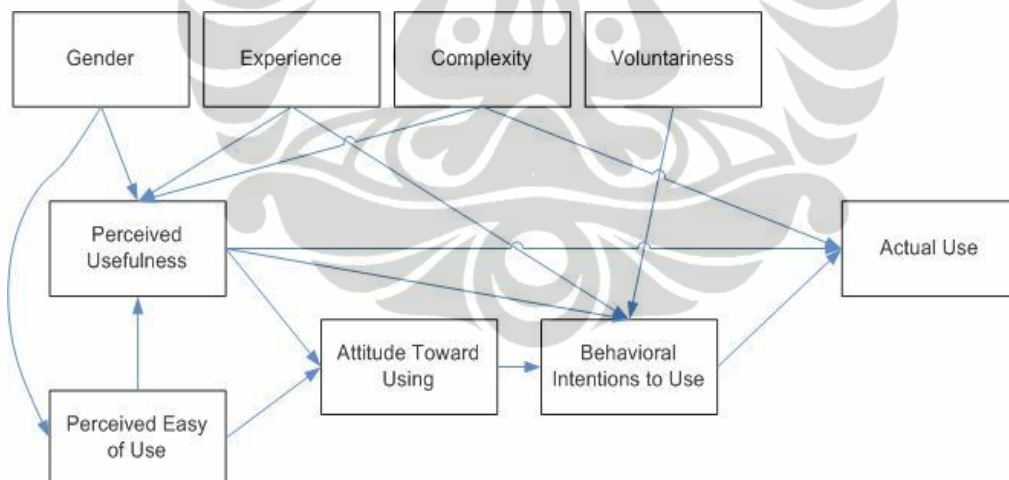 Gender
Experience
Complexity
Voluntariness
Perceived
Usefulness
Actual Use
Attitude Toward
Using
Behavioral
Intentions to Use
Perceived Easy
of Use